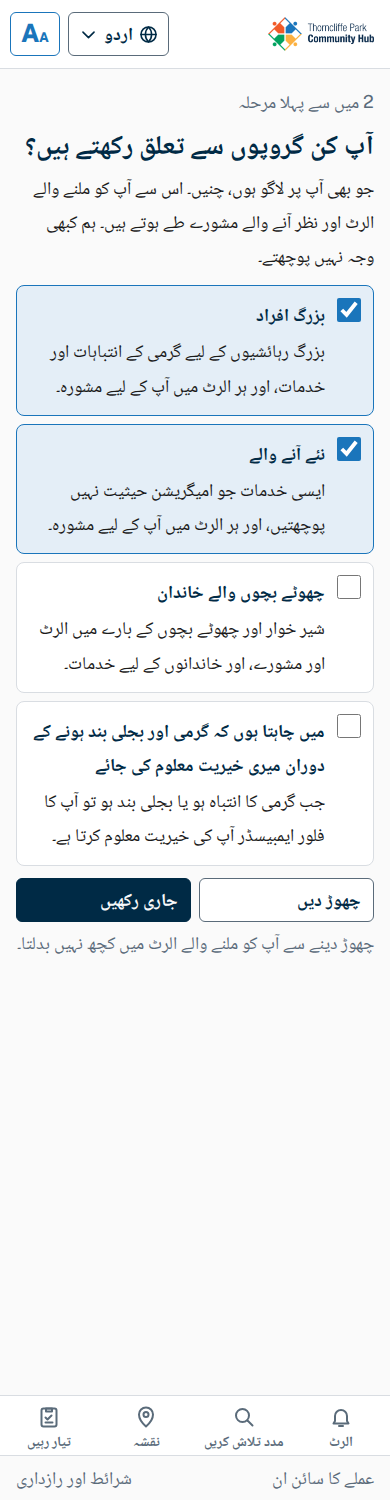 Thorncliffe Park
Community Hub
اردو
AA
2 میں سے پہلا مرحلہ
آپ کن گروپوں سے تعلق رکھتے ہیں؟
جو بھی آپ پر لاگو ہوں، چنیں۔ اس سے آپ کو ملنے والے
الرٹ اور نظر آنے والے مشورے طے ہوتے ہیں۔ ہم کبھی
وجہ نہیں پوچھتے۔
بزرگ افراد
بزرگ رہائشیوں کے لیے گرمی کے انتباہات اور
خدمات، اور ہر الرٹ میں آپ کے لیے مشورہ۔
نئے آنے والے
ایسی خدمات جو امیگریشن حیثیت نہیں
پوچھتیں، اور ہر الرٹ میں آپ کے لیے مشورہ۔
چھوٹے بچوں والے خاندان
شیر خوار اور چھوٹے بچوں کے بارے میں الرٹ
اور مشورے، اور خاندانوں کے لیے خدمات۔
میں چاہتا ہوں کہ گرمی اور بجلی بند ہونے کے
دوران میری خیریت معلوم کی جائے
جب گرمی کا انتباہ ہو یا بجلی بند ہو تو آپ کا
فلور ایمبیسڈر آپ کی خیریت معلوم کرتا ہے۔
چھوڑ دیں
جاری رکھیں
چھوڑ دینے سے آپ کو ملنے والے الرٹ میں کچھ نہیں بدلتا۔
الرٹ
مدد تلاش کریں
نقشہ
تیار رہیں
عملے کا سائن ان
شرائط اور رازداری